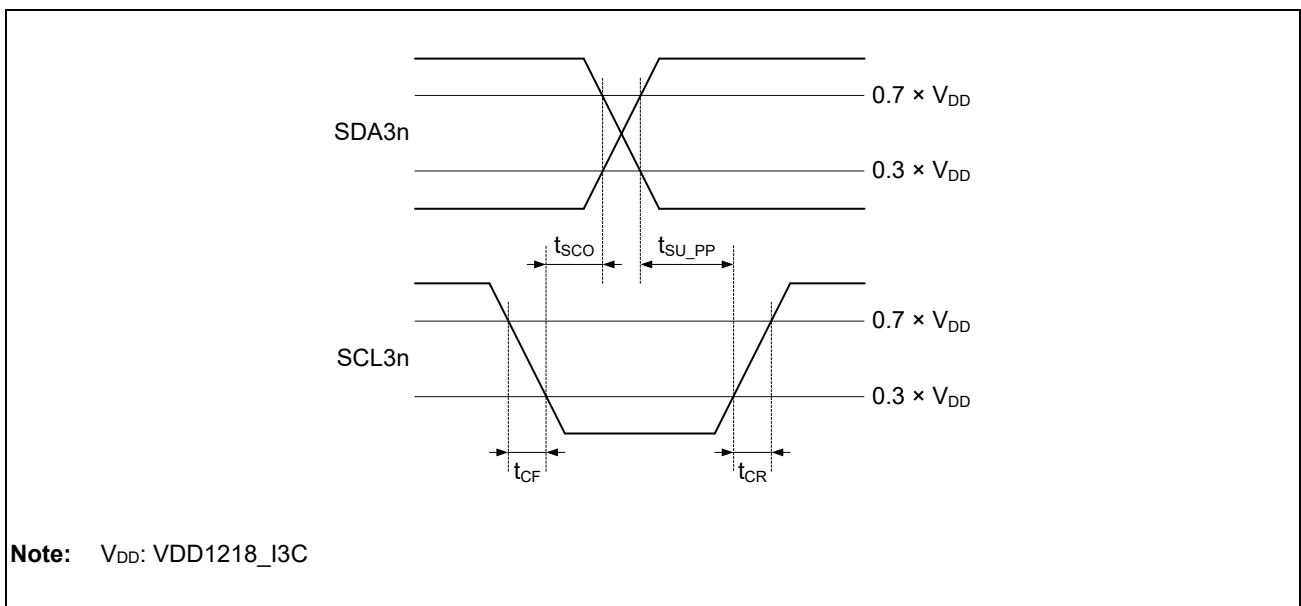 0.7 × VDD
SDA3n
0.3 × VDD
tSCO
tSU_PP
0.7 × VDD
SCL3n
0.3 × VDD
tCF
tCR
Note: VDD: VDD1218_I3C